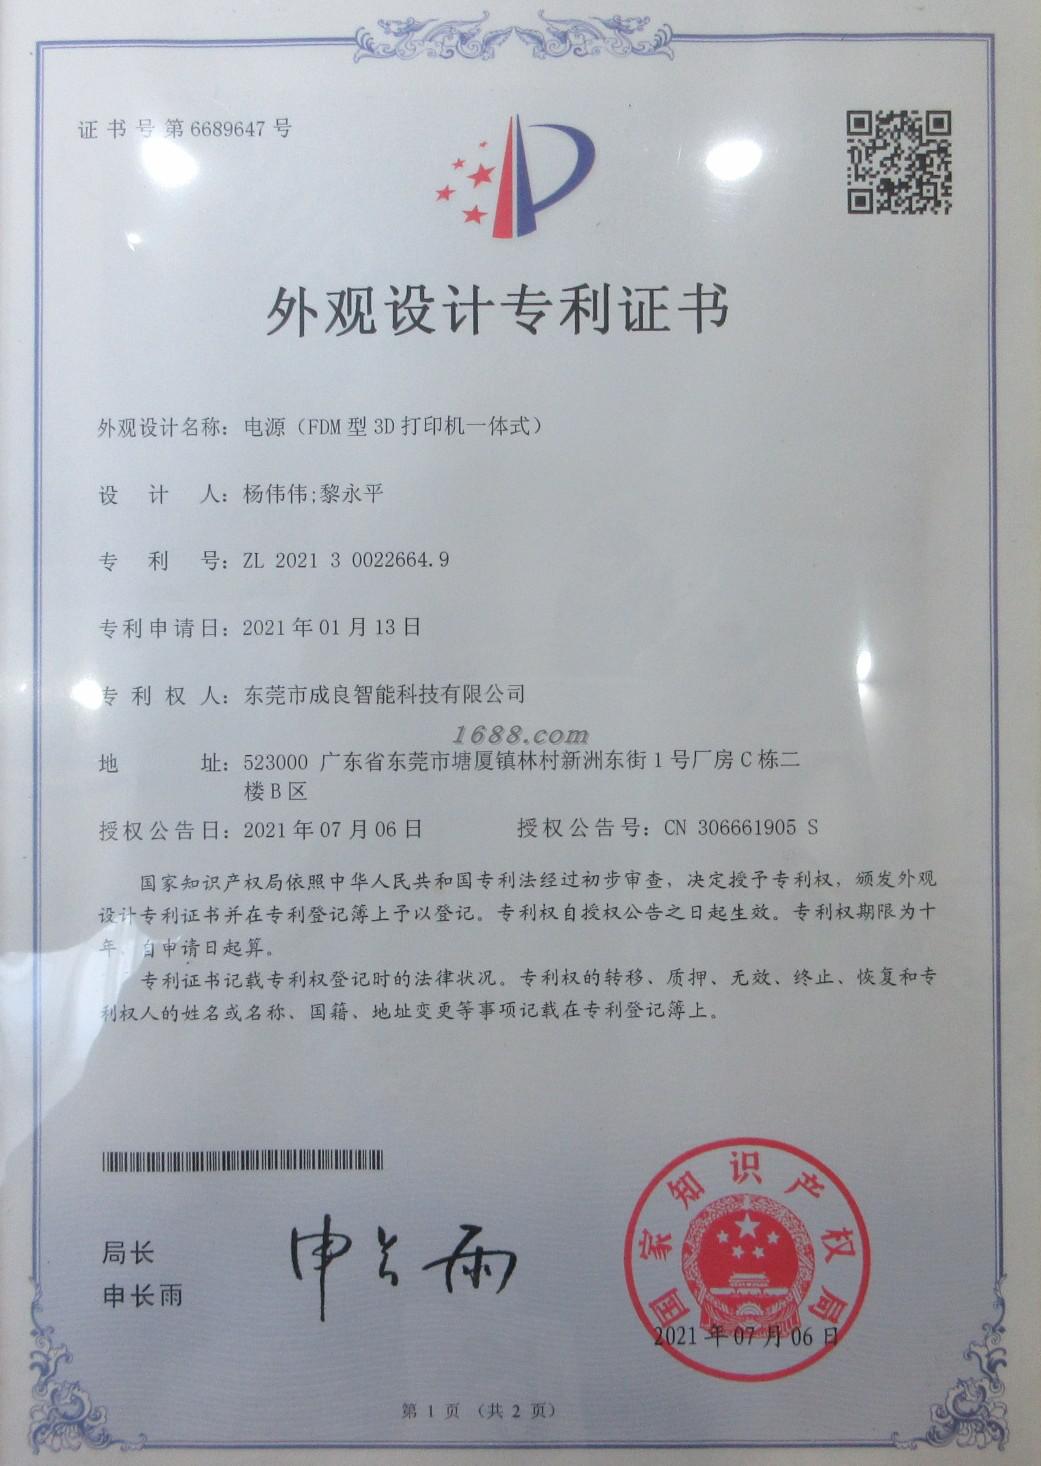 证书号第6689647号
外观设计专利证书
外观设计名称：电源（FDM型3D打印机一体式）
设计人：杨伟伟;黎永平
专利号：ZL 2021 3 0022664.9
专利申请日：2021年01月13日
专利权人：东莞市成良智能科技有限公司
1688.com
地址：523000 广东省东莞市塘厦镇林村新洲东街1号厂房C栋二
楼B区
授权公告日：2021年07月06日 授权公告号：CN 306661905 S
国家知识产权局依照中华人民共和国专利法经过初步审查，决定授予专利权，颁发外观
设计专利证书并在专利登记簿上予以登记。专利权自授权公告之日起生效。专利权期限为十
年，自申请日起算。
专利证书记载专利权登记时的法律状况。专利权的转移、质押、无效、终止、恢复和专
利权人的姓名或名称、国籍、地址变更等事项记载在专利登记簿上。
局长
申长雨
申长雨
国家知识产权局
2021年07月06日
第1页（共2页）